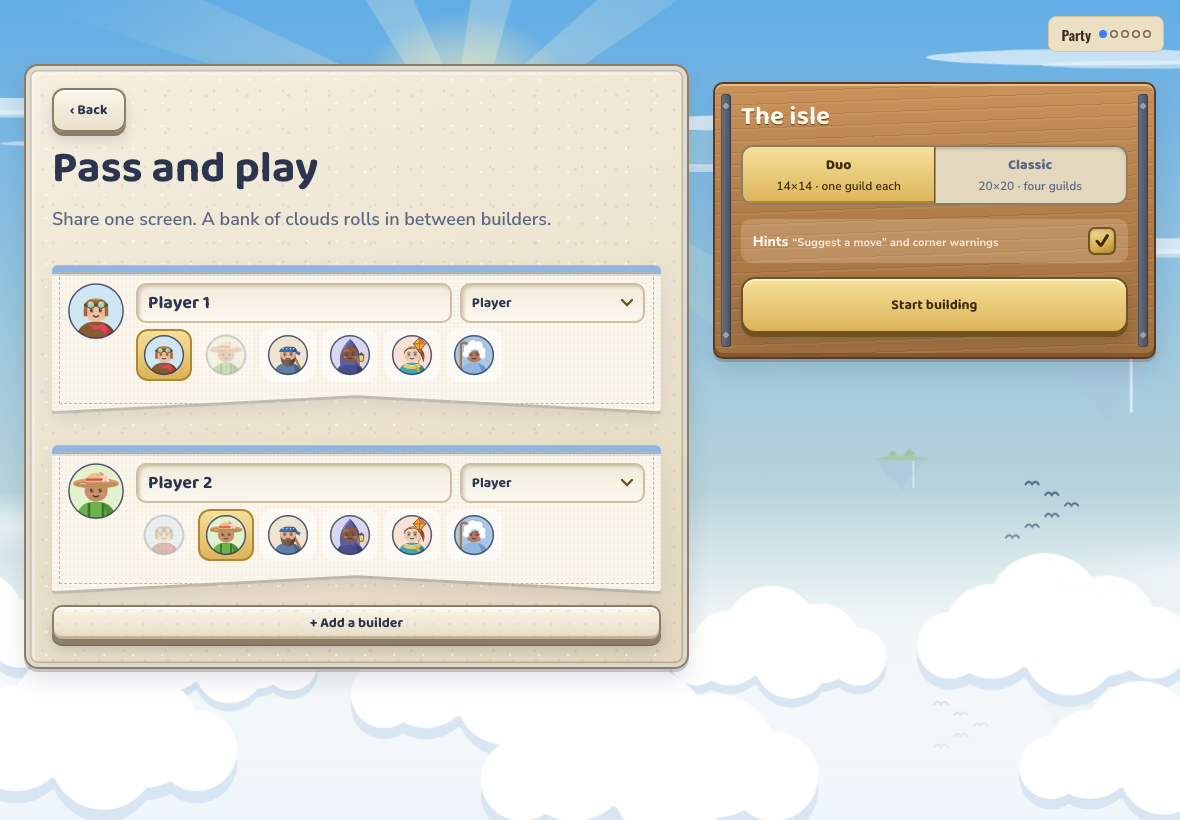 Party
‹ Back
Pass and play
Share one screen. A bank of clouds rolls in between builders.
Player 1
Player
Player 2
Player
+ Add a builder
The isle
Duo
14×14 · one guild each
Classic
20×20 · four guilds
Hints “Suggest a move” and corner warnings
Start building